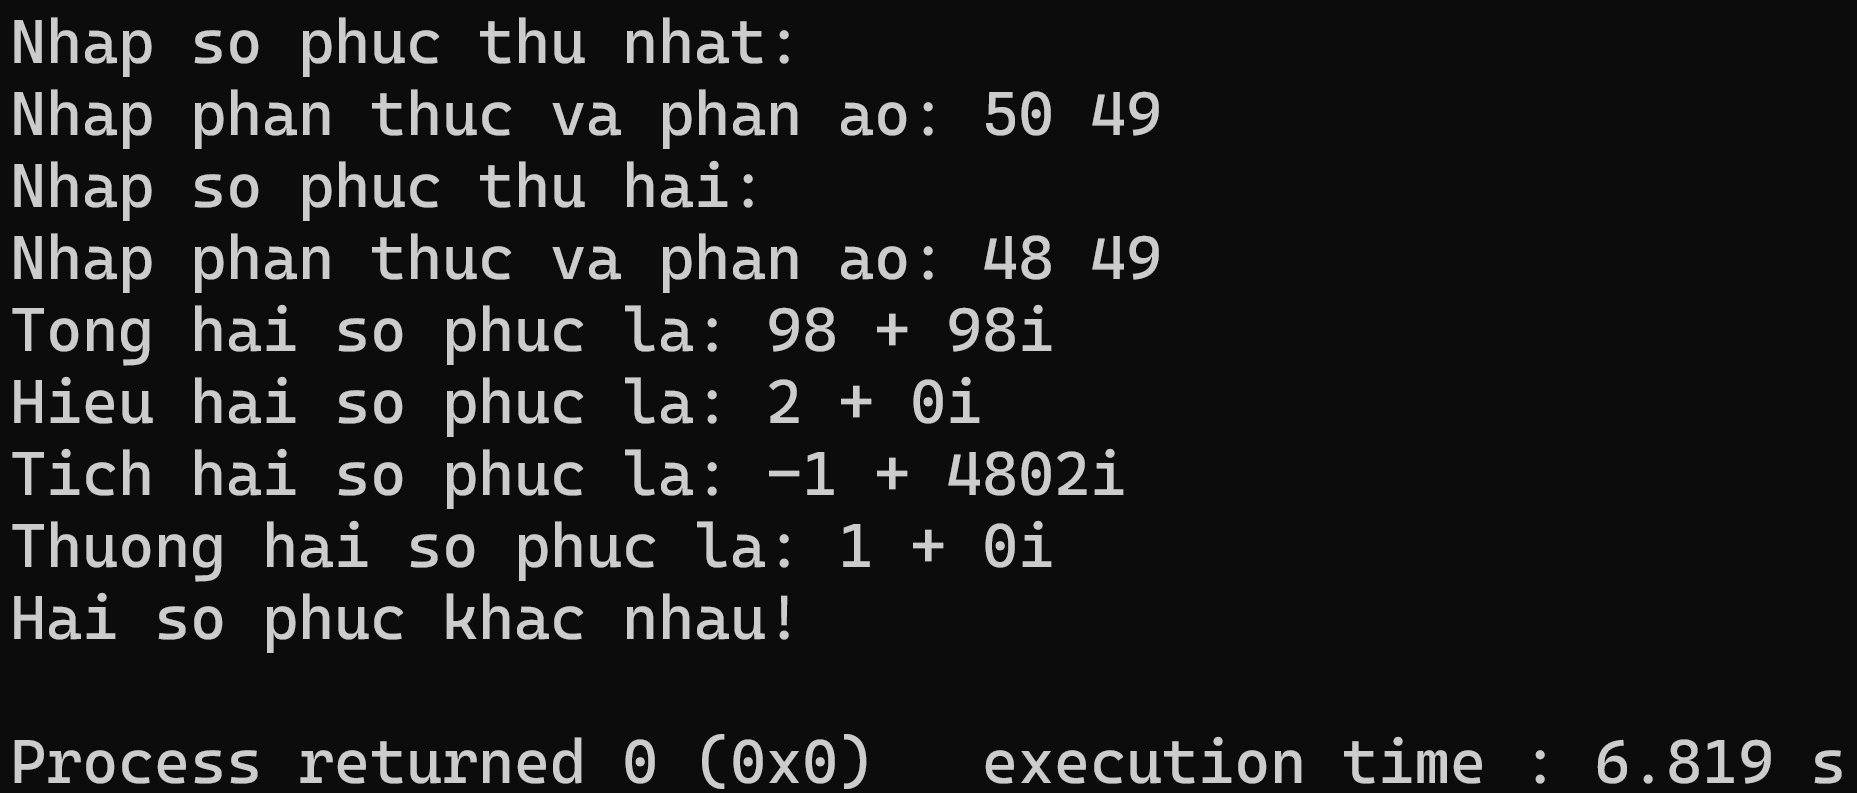 Nhap so phuc thu nhat:
Nhap phan thuc va phan ao: 50 49
Nhap so phuc thu hai:
Nhap phan thuc va phan ao: 48 49
Tong hai so phuc la: 98 + 98i
Hieu hai so phuc la: 2 + 0i
Tich hai so phuc la: -1 + 4802i
Thuong hai so phuc la: 1 + 0i
Hai so phuc khac nhau!
Process returned 0 (0x0)   execution time : 6.819 s